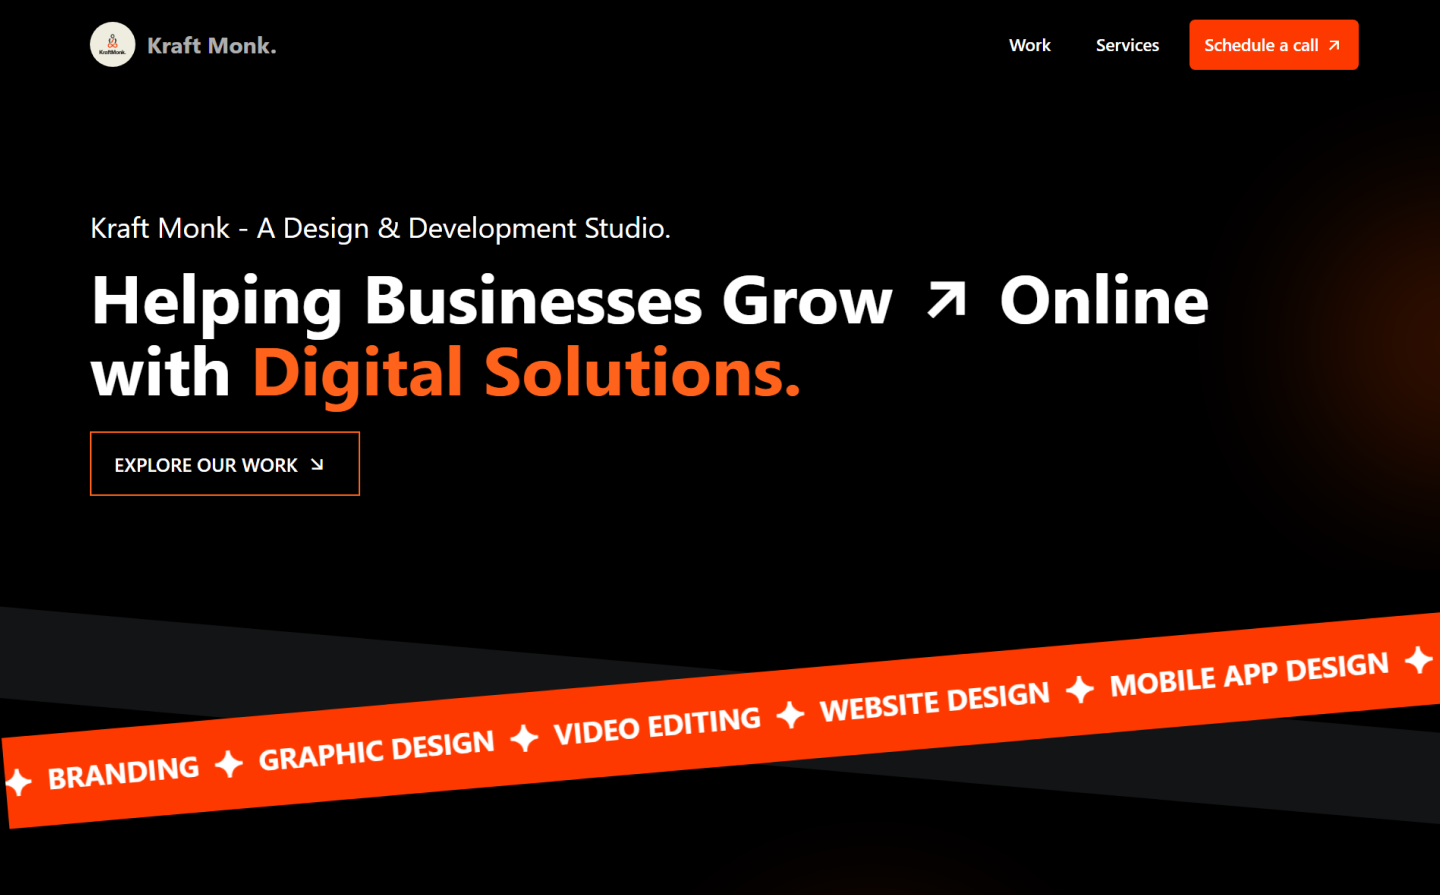 KraftMonk.
Kraft Monk.
Work
Services
Schedule a call ↗
Kraft Monk - A Design & Development Studio.
Helping Businesses Grow ↗ Online
with Digital Solutions.
EXPLORE OUR WORK ↘
✦ BRANDING ✦ GRAPHIC DESIGN ✦ VIDEO EDITING ✦ WEBSITE DESIGN ✦ MOBILE APP DESIGN ✦